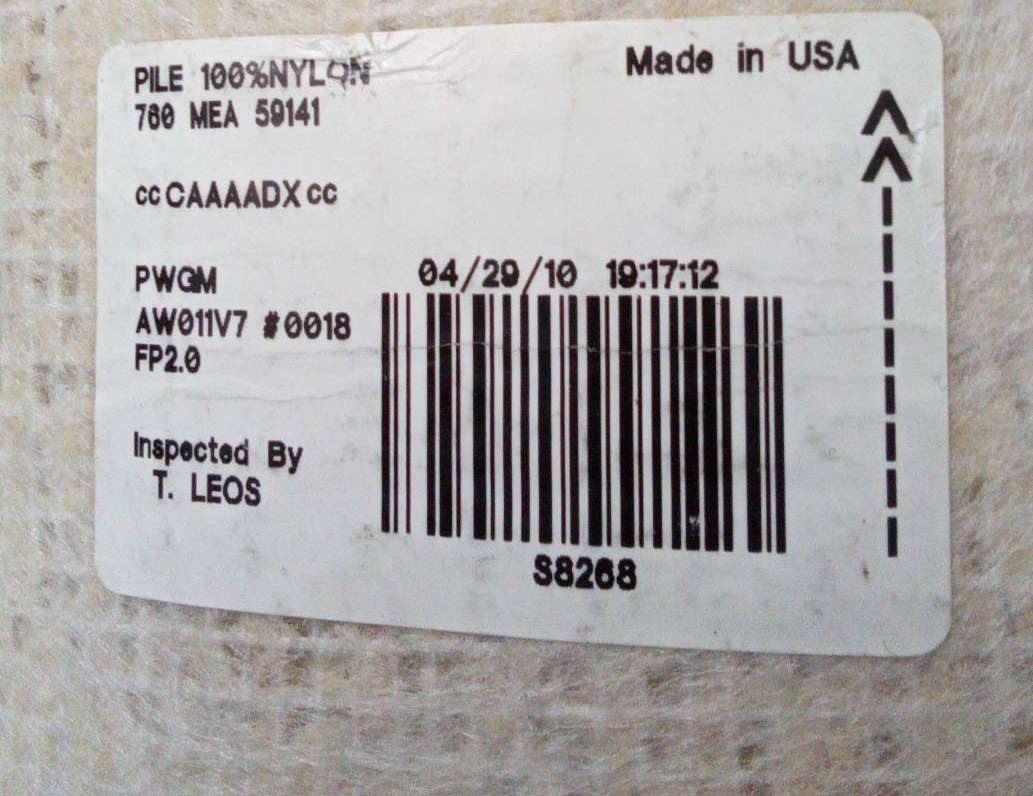 PILE 100%NYLON
Made in USA
760 MEA 59141
cc CAAAADX cc
PWGM
04/29/10 19:17:12
AW011V7 #0018
FP2.0
Inspected By
T. LEOS
S8268